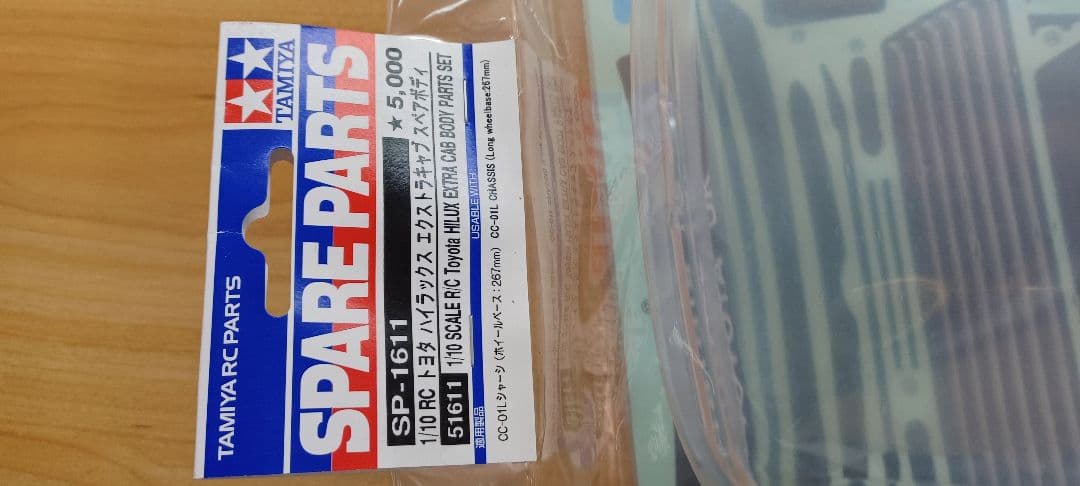 TAMIYA RC PARTS
TAMIYA
SPARE PARTS
SP-1611 ★ 5,000
1/10 RC トヨタ ハイラックス エクストラキャブ スペアボディ
51611 1/10 SCALE R/C Toyota HILUX EXTRA CAB BODY PARTS SET
適用製品 USABLE WITH
CC-01Lシャーシ (ホイールベース:267mm) CC-01L CHASSIS (Long wheelbase:267mm)